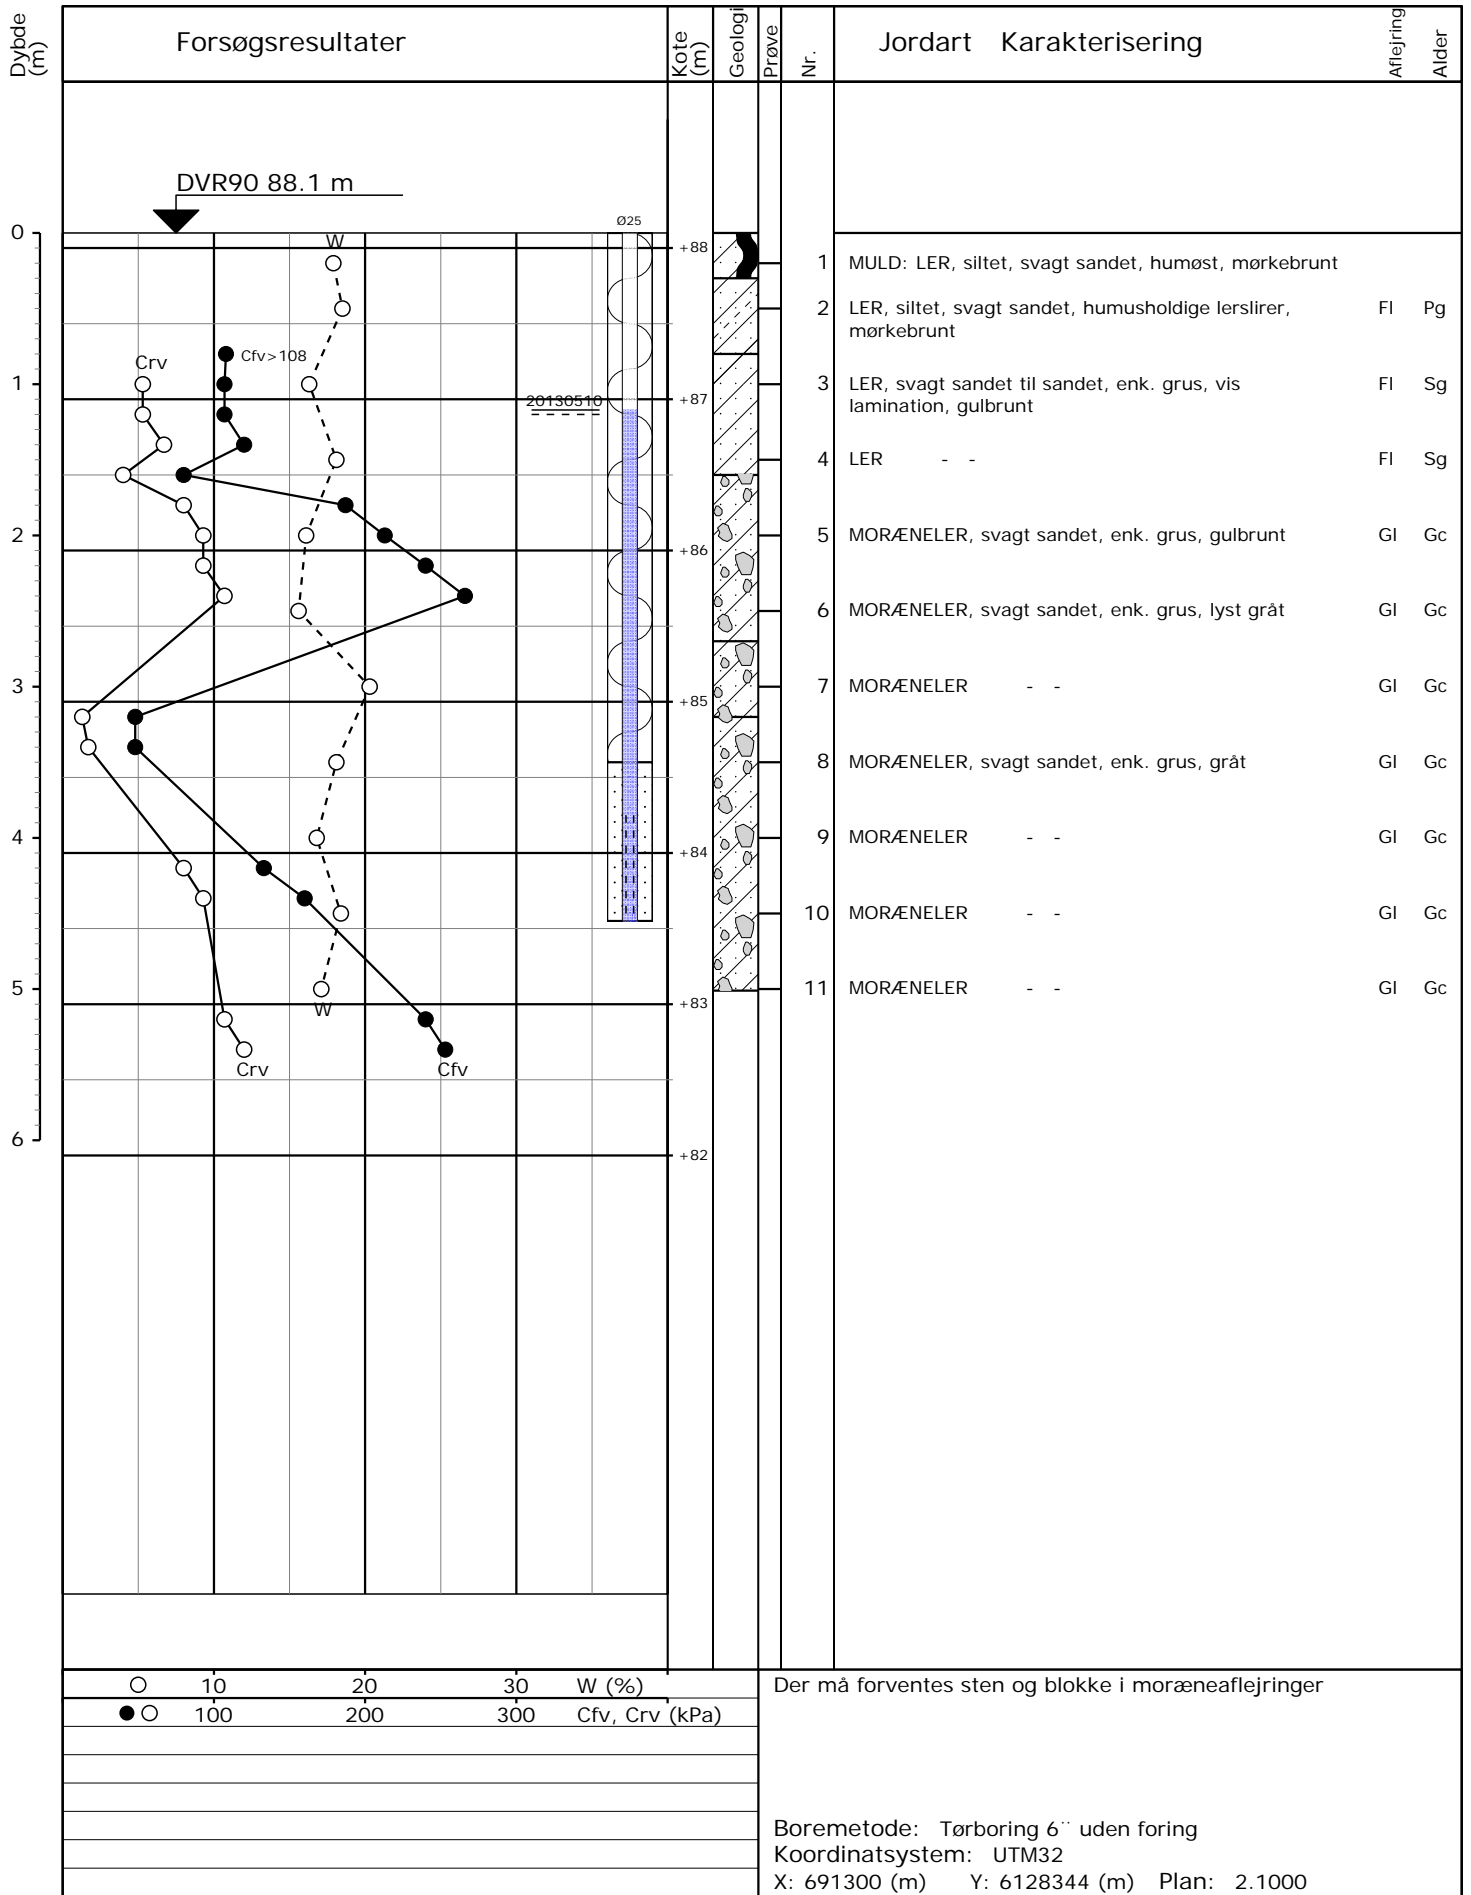 Dybde (m)
Forsøgsresultater
Kote (m)
Geologi
Prøve
Nr.
Jordart Karakterisering
Aflejring
Alder
DVR90 88.1 m
Ø25
0
W
+88
1 MULD: LER, siltet, svagt sandet, humøst, mørkebrunt
2 LER, siltet, svagt sandet, humusholdige lerslirer, Fl Pg
mørkebrunt
Crv
Cfv>108
1
20130510
+87
3 LER, svagt sandet til sandet, enk. grus, vis Fl Sg
lamination, gulbrunt
4 LER - - Fl Sg
2
+86
5 MORÆNELER, svagt sandet, enk. grus, gulbrunt Gl Gc
6 MORÆNELER, svagt sandet, enk. grus, lyst gråt Gl Gc
3
+85
7 MORÆNELER - - Gl Gc
8 MORÆNELER, svagt sandet, enk. grus, gråt Gl Gc
4
+84
9 MORÆNELER - - Gl Gc
10 MORÆNELER - - Gl Gc
5
+83
11 MORÆNELER - - Gl Gc
W
Crv
Cfv
6
+82
10 20 30 W (%)
100 200 300 Cfv, Crv (kPa)
Der må forventes sten og blokke i moræneaflejringer
Boremetode: Tørboring 6¨ uden foring
Koordinatsystem: UTM32
X: 691300 (m) Y: 6128344 (m) Plan: 2.1000